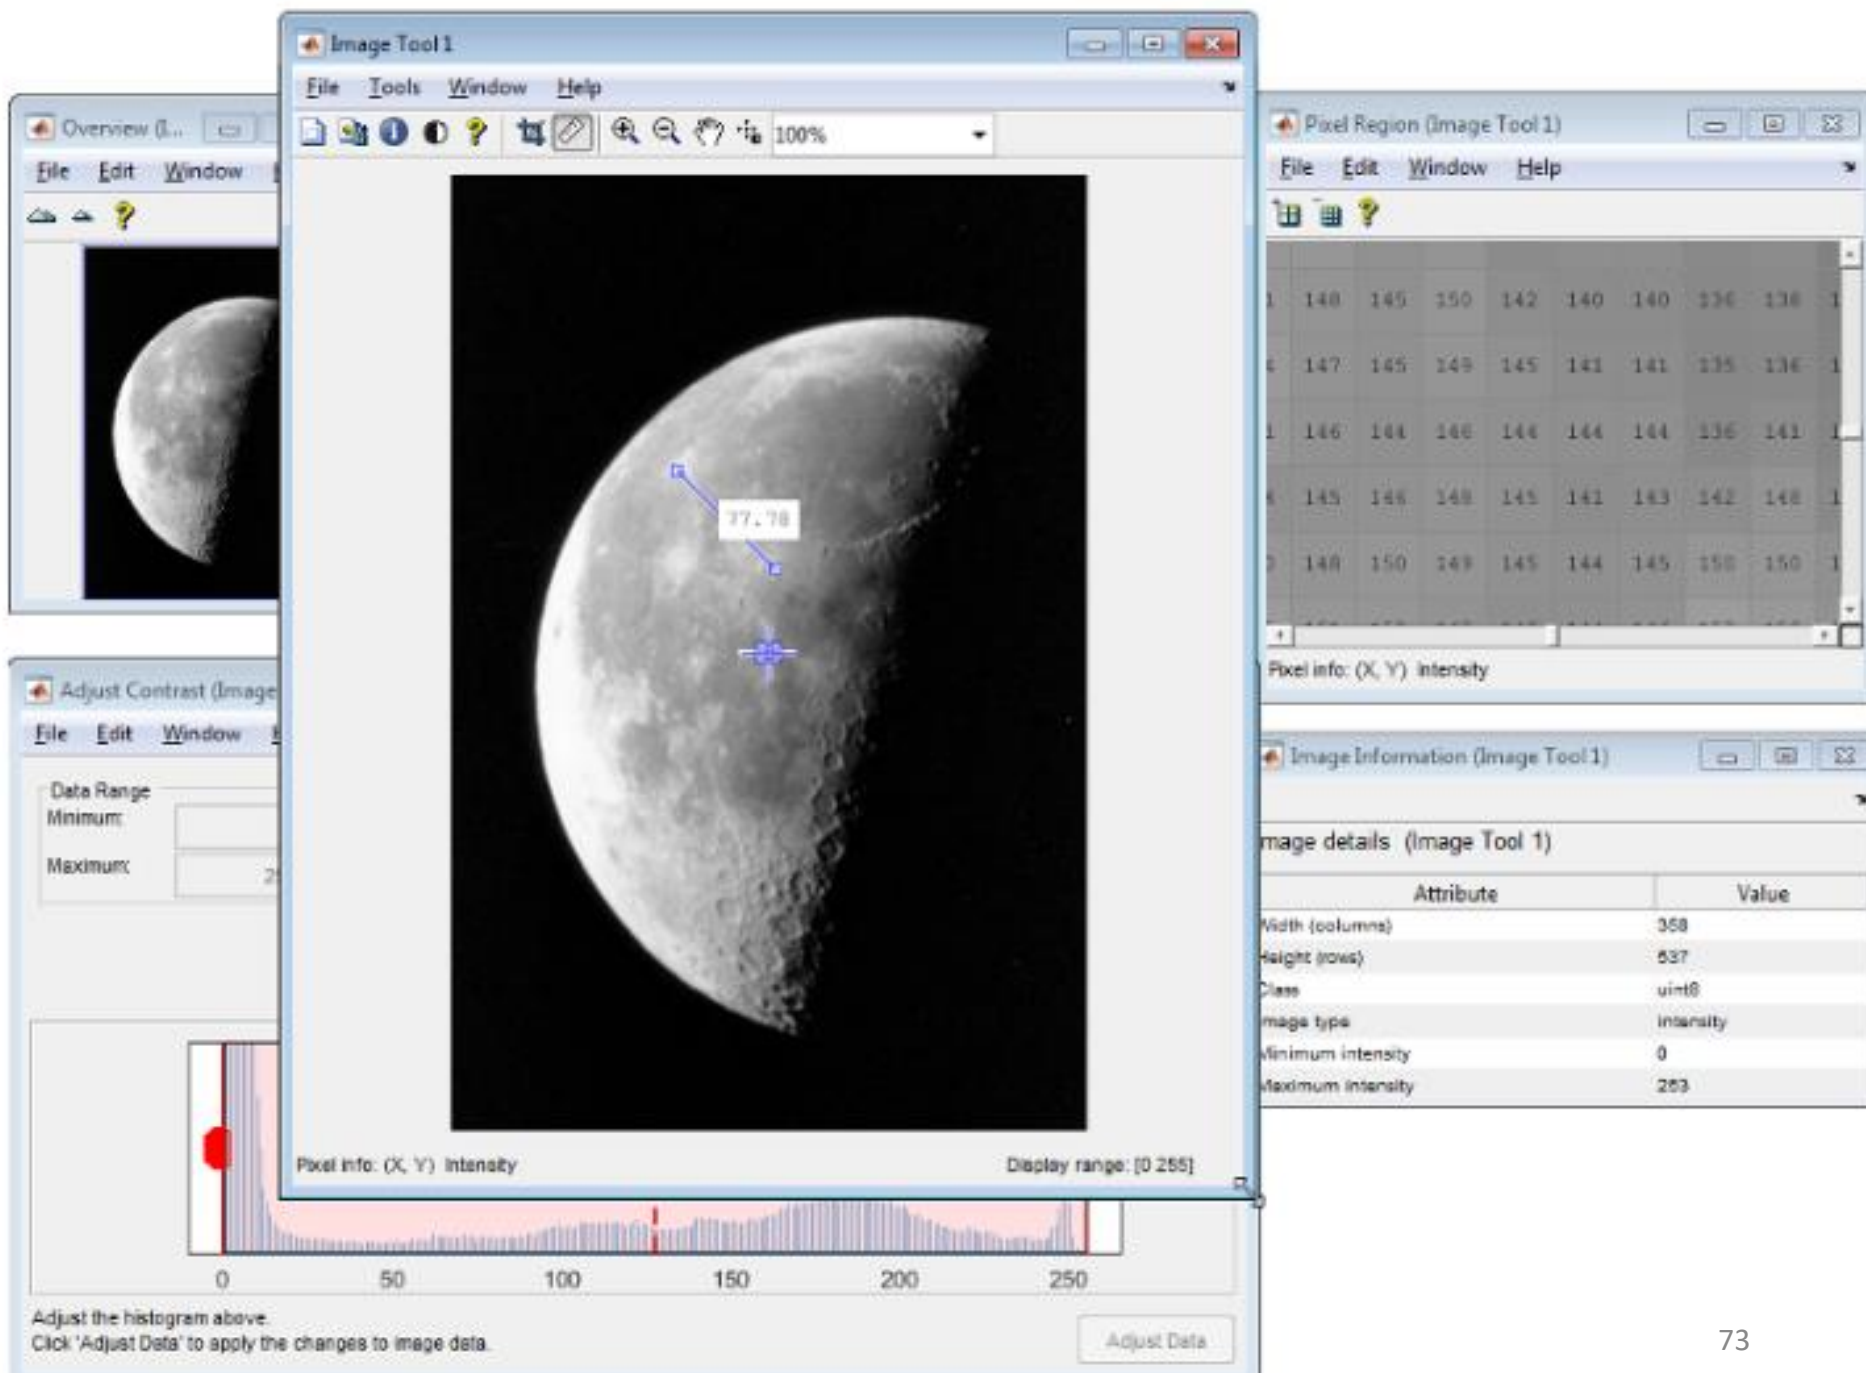 Image Tool 1
File Tools Window Help
100%
77.78
Pixel info: (X, Y) Intensity
Display range: [0 255]
Overview (I...
File Edit Window
Adjust Contrast (Image
File Edit Window
Data Range
Minimum:
Maximum:
0 50 100 150 200 250
Adjust the histogram above.
Click 'Adjust Data' to apply the changes to image data.
Adjust Data
Pixel Region (Image Tool 1)
File Edit Window Help
148 145 150 142 140 140 136 138
147 145 149 145 141 141 135 136
146 144 146 144 144 144 136 141
145 146 148 145 141 143 142 148
148 150 149 145 144 145 150 150
Pixel info: (X, Y) Intensity
Image Information (Image Tool 1)
mage details (Image Tool 1)
Attribute Value
Width (columns) 358
Height (rows) 537
Class uint8
mage type intensity
Minimum intensity 0
Maximum intensity 253
73